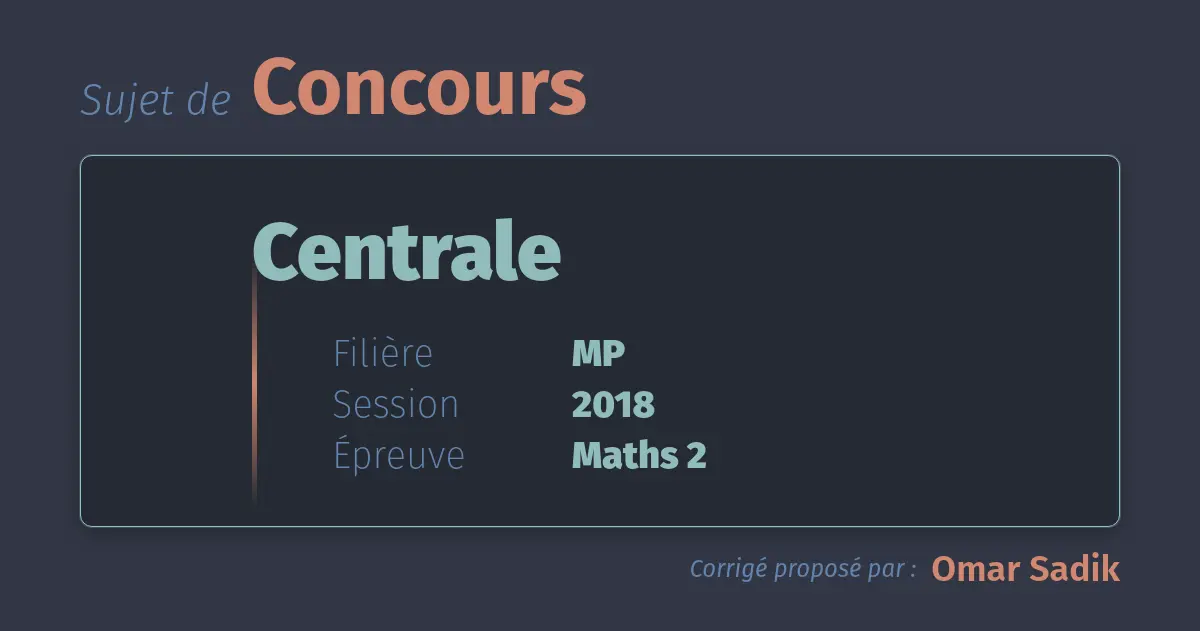 Sujet de Concours
Centrale
Filière MP
Session 2018
Épreuve Maths 2
Corrigé proposé par : Omar Sadik